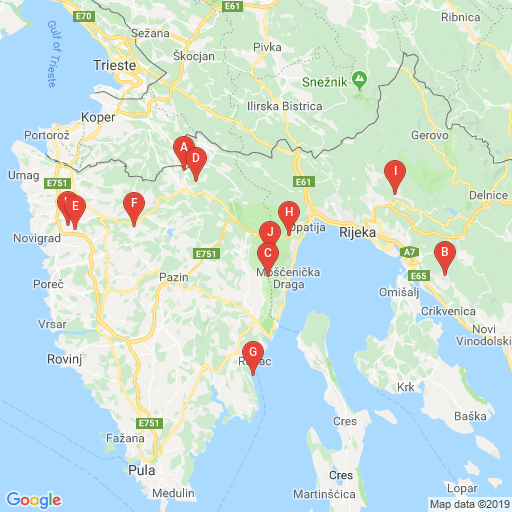 E61
Ribnica
E70
Sežana
Pivka
Gulf of Trieste
Škocjan
Trieste
Snežnik
Ilirska Bistrica
Koper
Gerovo
Portorož
A
D
Umag
E751
E61
I
Delnice
F
H
E
J
Opatija
Rijeka
Novigrad
E751
C
A7
B
Poreč
Pazin
Mošćenička
Draga
E65
Omišalj
Crikvenica
Vrsar
Novi
Vinodolski
Rovinj
G
Krk
Baška
E751
Cres
Fažana
Pula
Cres
Medulin
Martinšćica
Lopar
Google
Map data ©2019